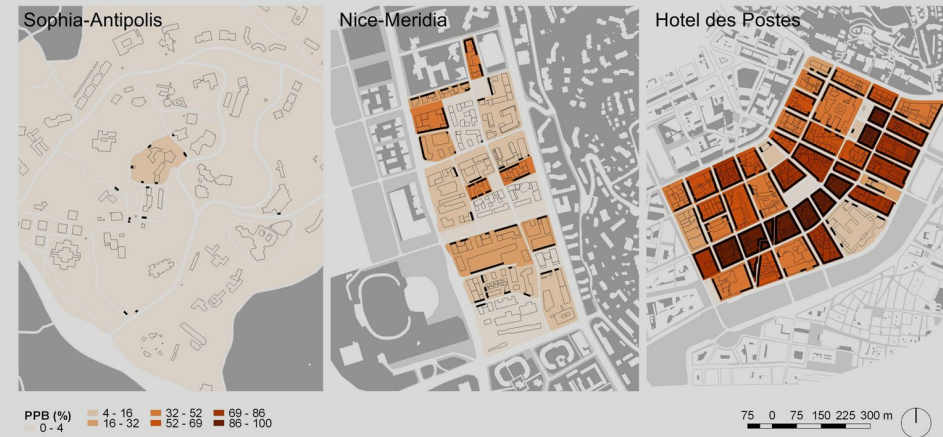 Sophia-Antipolis
Nice-Meridia
Hotel des Postes
PPB (%)
0 - 4
4 - 16
16 - 32
32 - 52
52 - 69
69 - 86
86 - 100
75 0 75 150 225 300 m